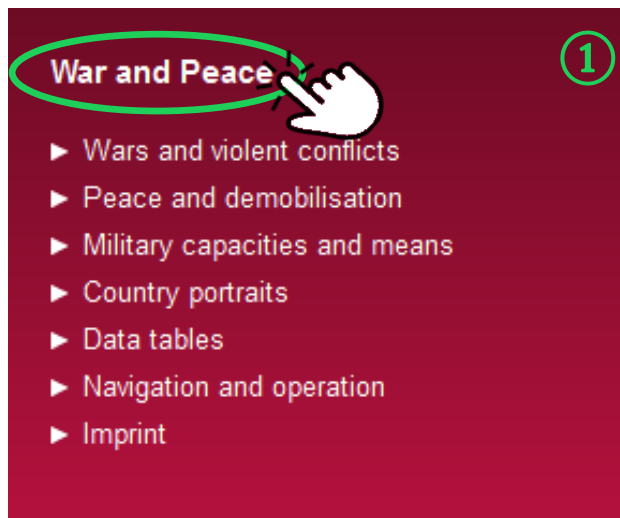 War and Peace
①
► Wars and violent conflicts
► Peace and demobilisation
► Military capacities and means
► Country portraits
► Data tables
► Navigation and operation
► Imprint